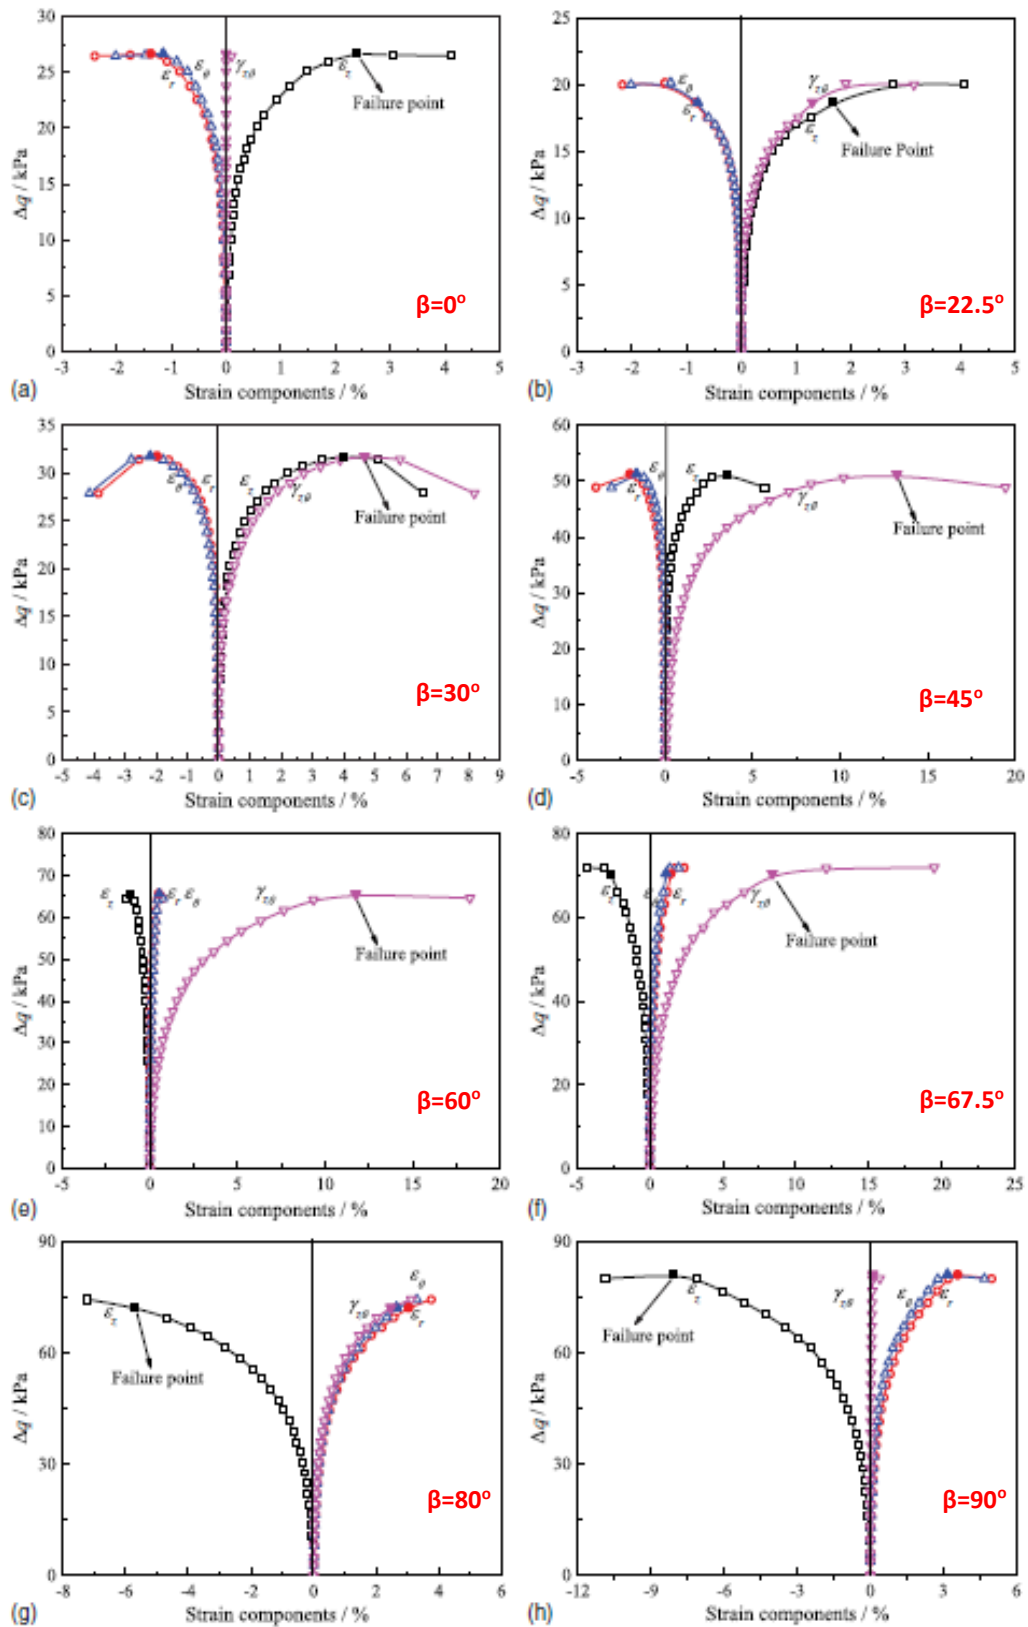 30
25
20
15
10
5
0
Δq / kPa
ε_r
ε_θ
γ_zθ
ε_z
Failure point
β=0°
-3 -2 -1 0 1 2 3 4 5
(a)
Strain components / %
25
20
15
10
5
0
Δq / kPa
ε_θ
ε_r
γ_zθ
ε_z
Failure Point
β=22.5°
-3 -2 -1 0 1 2 3 4 5
(b)
Strain components / %
35
30
25
20
15
10
5
0
Δq / kPa
ε_θ
ε_r
ε_z
γ_zθ
Failure point
β=30°
-5 -4 -3 -2 -1 0 1 2 3 4 5 6 7 8 9
(c)
Strain components / %
60
50
40
30
20
10
0
Δq / kPa
ε_r
ε_θ
ε_z
γ_zθ
Failure point
β=45°
-5 0 5 10 15 20
(d)
Strain components / %
80
70
60
50
40
30
20
10
0
Δq / kPa
ε_z
ε_r ε_θ
γ_zθ
Failure point
β=60°
-5 0 5 10 15 20
(e)
Strain components / %
80
70
60
50
40
30
20
10
0
Δq / kPa
ε_z
ε_θ
ε_r
γ_zθ
Failure point
β=67.5°
-5 0 5 10 15 20 25
(f)
Strain components / %
90
60
30
0
Δq / kPa
ε_z
γ_zθ
ε_θ
ε_r
Failure point
β=80°
-8 -6 -4 -2 0 2 4 6
(g)
Strain components / %
90
60
30
0
Δq / kPa
ε_z
γ_zθ
ε_θ
ε_r
Failure point
β=90°
-12 -9 -6 -3 0 3 6
(h)
Strain components / %